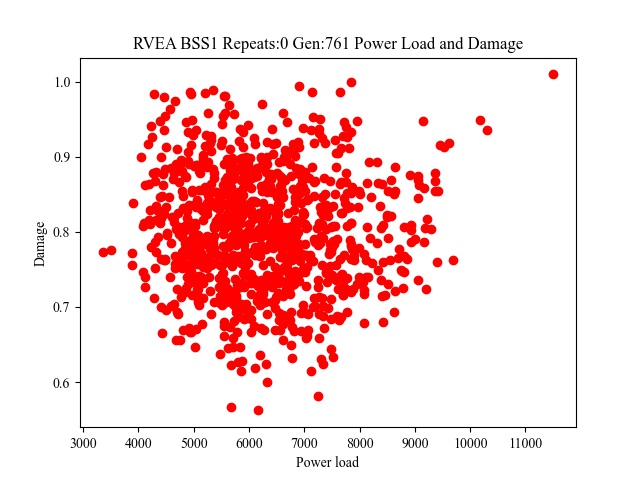 RVEA BSS1 Repeats:0 Gen:761 Power Load and Damage
1.0
0.9
0.8
0.7
0.6
Damage
3000 4000 5000 6000 7000 8000 9000 10000 11000
Power load